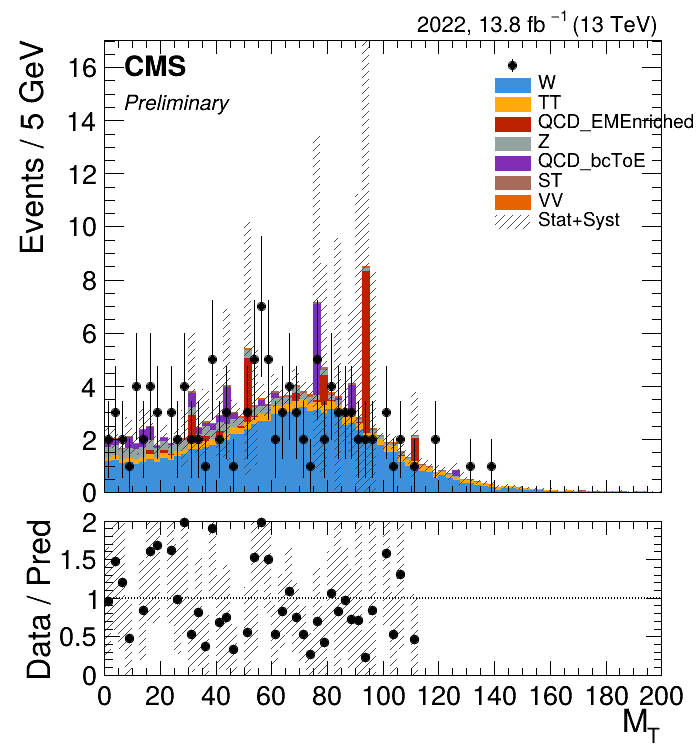 2022, 13.8 fb⁻¹ (13 TeV)
Events / 5 GeV
CMS
Preliminary
W
TT
QCD_EMEnriched
Z
QCD_bcToE
ST
VV
Stat+Syst
16
14
12
10
8
6
4
2
0
Data / Pred
2
1.5
1
0.5
0
0 20 40 60 80 100 120 140 160 180 200
M_T